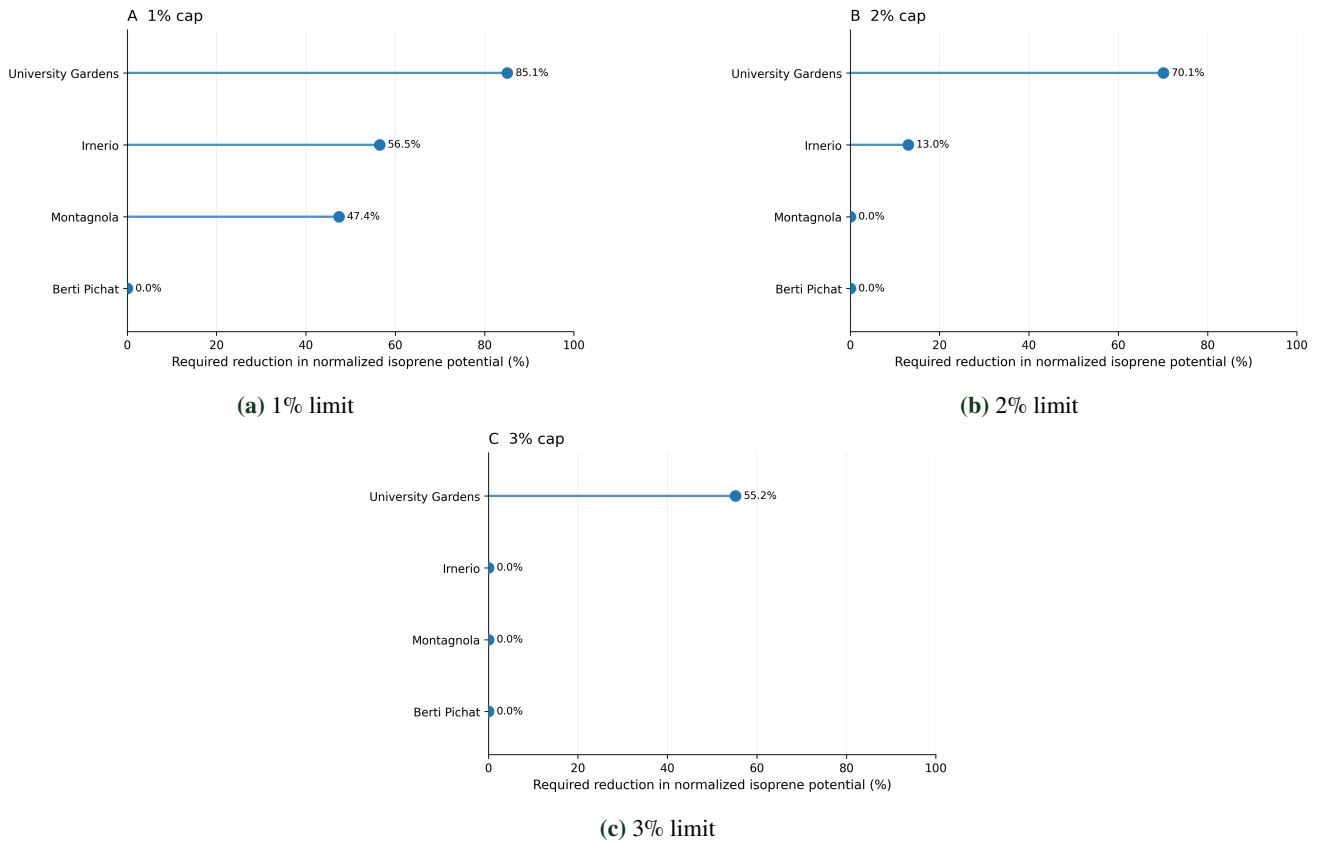 A 1% cap
University Gardens
85.1%
Irnerio
56.5%
Montagnola
47.4%
Berti Pichat
0.0%
0 20 40 60 80 100
Required reduction in normalized isoprene potential (%)
(a) 1% limit
B 2% cap
University Gardens
70.1%
Irnerio
13.0%
Montagnola
0.0%
Berti Pichat
0.0%
0 20 40 60 80 100
Required reduction in normalized isoprene potential (%)
(b) 2% limit
C 3% cap
University Gardens
55.2%
Irnerio
0.0%
Montagnola
0.0%
Berti Pichat
0.0%
0 20 40 60 80 100
Required reduction in normalized isoprene potential (%)
(c) 3% limit